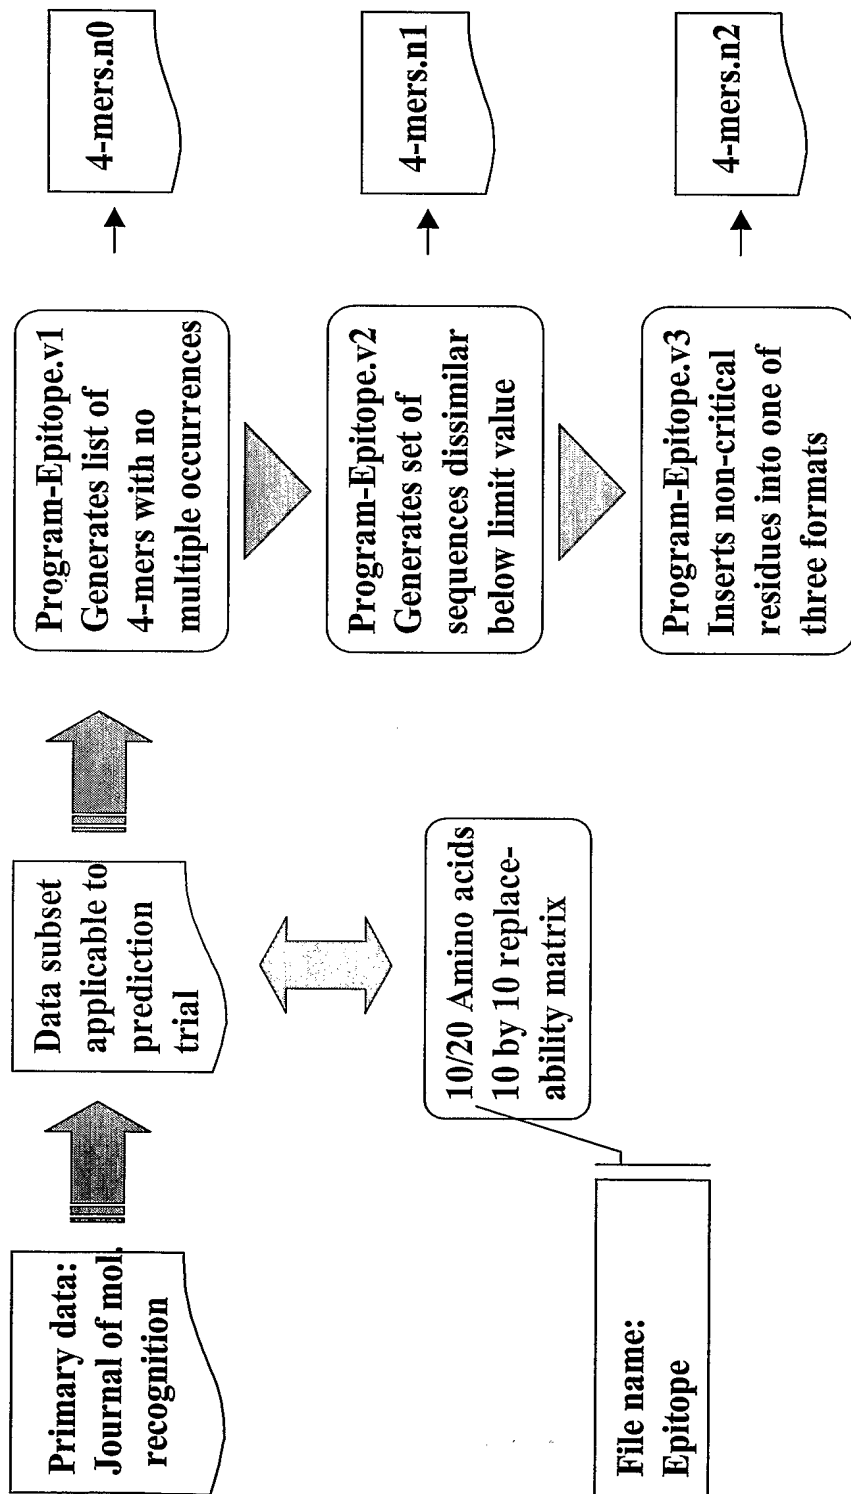 Primary data:
Journal of mol.
recognition
Data subset
applicable to
prediction
trial
Program-Epitope.v1
Generates list of
4-mers with no
multiple occurrences
4-mers.n0
Program-Epitope.v2
Generates set of
sequences dissimilar
below limit value
4-mers.n1
Program-Epitope.v3
Inserts non-critical
residues into one of
three formats
4-mers.n2
10/20 Amino acids
10 by 10 replace-
ability matrix
File name:
Epitope